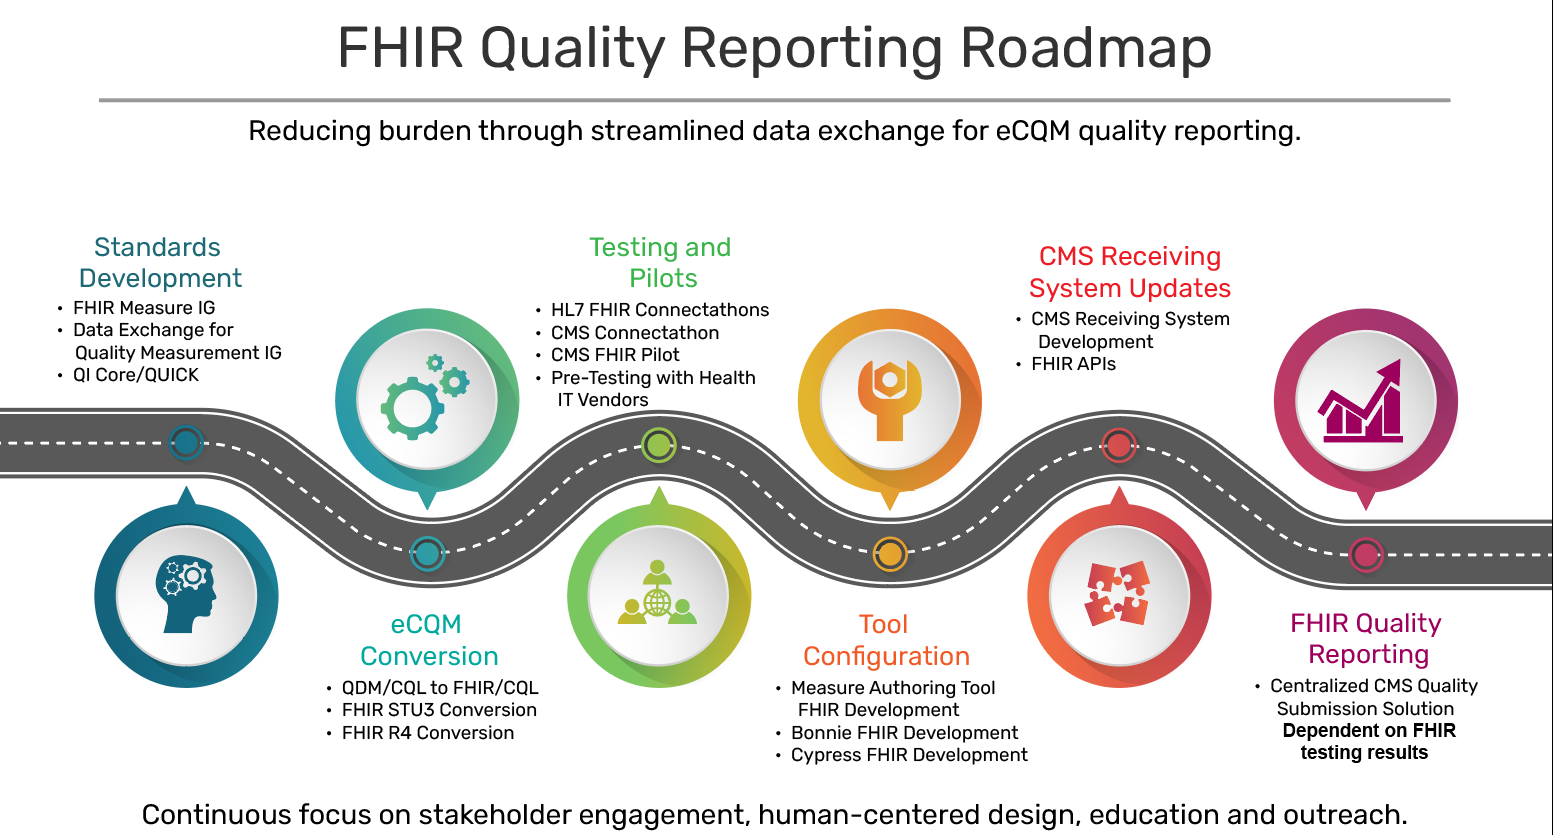 FHIR Quality Reporting Roadmap
Reducing burden through streamlined data exchange for eCQM quality reporting.
Standards
Development
• FHIR Measure IG
• Data Exchange for
Quality Measurement IG
• QI Core/QUICK
eCQM
Conversion
• QDM/CQL to FHIR/CQL
• FHIR STU3 Conversion
• FHIR R4 Conversion
Testing and
Pilots
• HL7 FHIR Connectathons
• CMS Connectathon
• CMS FHIR Pilot
• Pre-Testing with Health
IT Vendors
Tool
Configuration
• Measure Authoring Tool
FHIR Development
• Bonnie FHIR Development
• Cypress FHIR Development
CMS Receiving
System Updates
• CMS Receiving System
Development
• FHIR APIs
FHIR Quality
Reporting
• Centralized CMS Quality
Submission Solution
Dependent on FHIR
testing results
Continuous focus on stakeholder engagement, human-centered design, education and outreach.